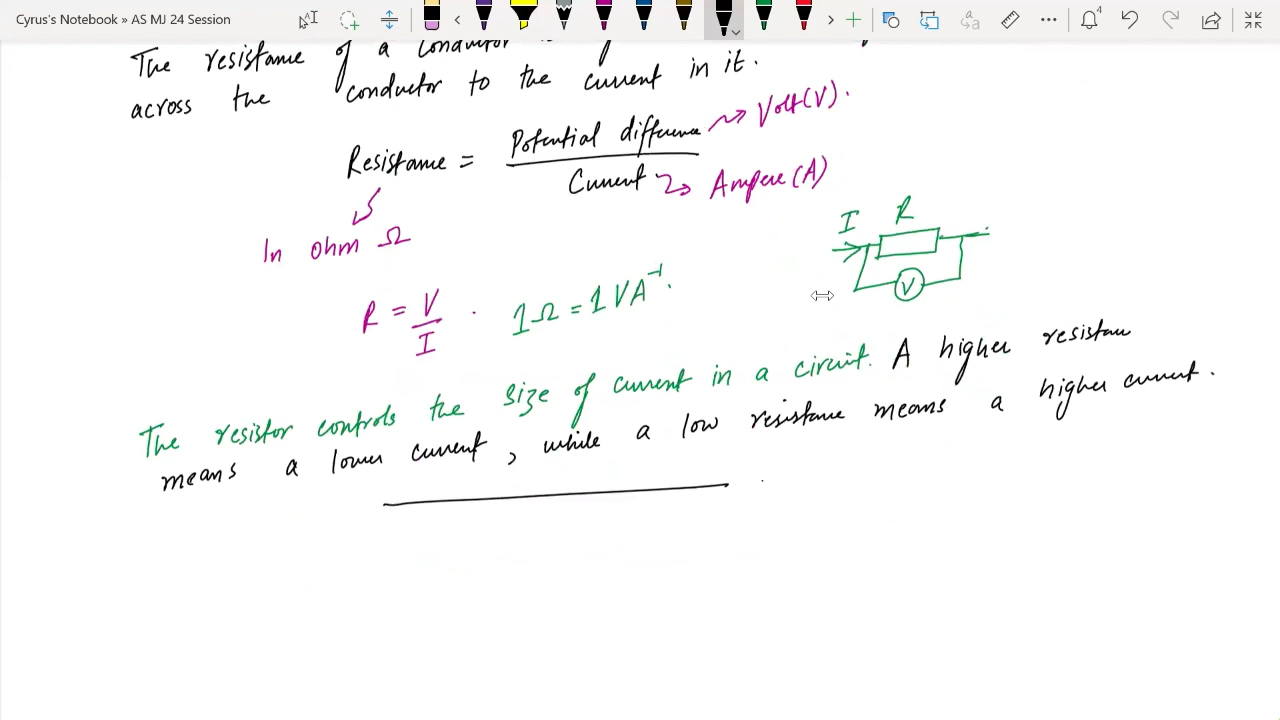 Cyrus's Notebook » AS MJ 24 Session
4
The resistance of a conductor
across the conductor to the current in it.
Resistance = Potential difference / Current
Volt (V).
Ampere (A)
In ohm Ω
I R
V
R = V / I . 1Ω = 1VA⁻¹.
The resistor controls the size of current in a circuit. A higher resistance
means a lower current, while a low resistance means a higher current.